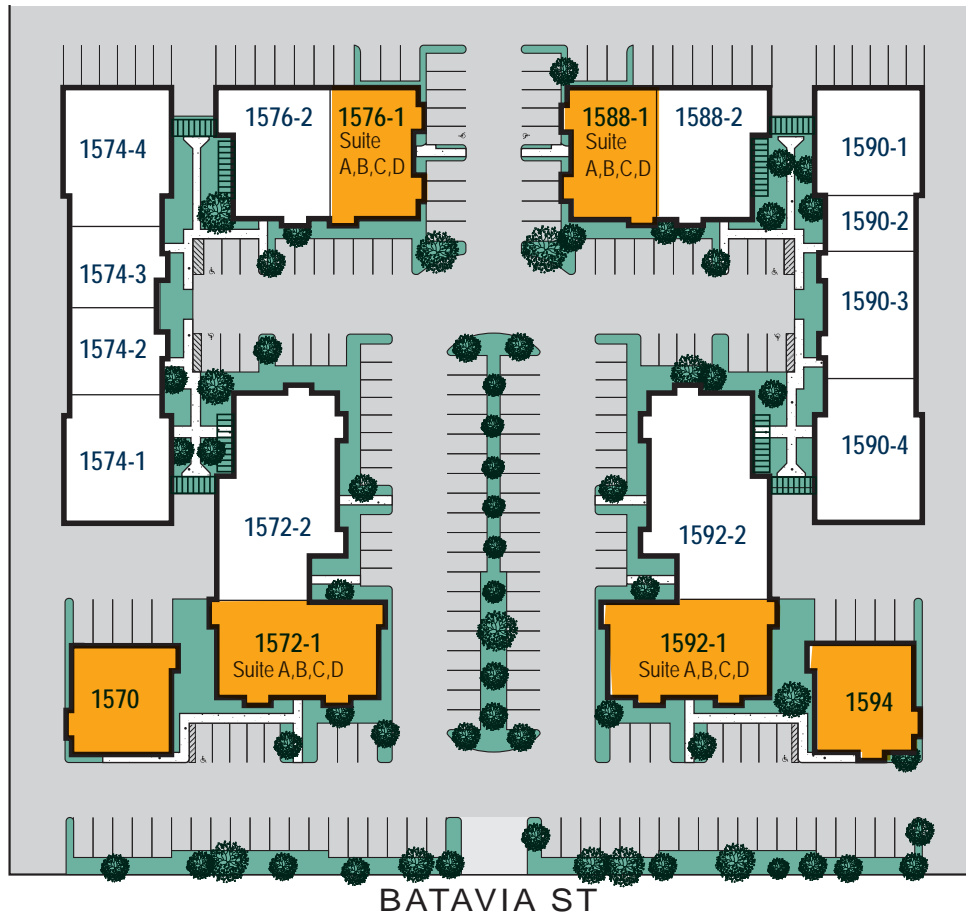 1576-2
1576-1
Suite
A,B,C,D
1588-1
Suite
A,B,C,D
1588-2
1574-4
1574-3
1574-2
1574-1
1590-1
1590-2
1590-3
1590-4
1572-2
1592-2
1572-1
Suite A,B,C,D
1592-1
Suite A,B,C,D
1570
1594
BATAVIA ST